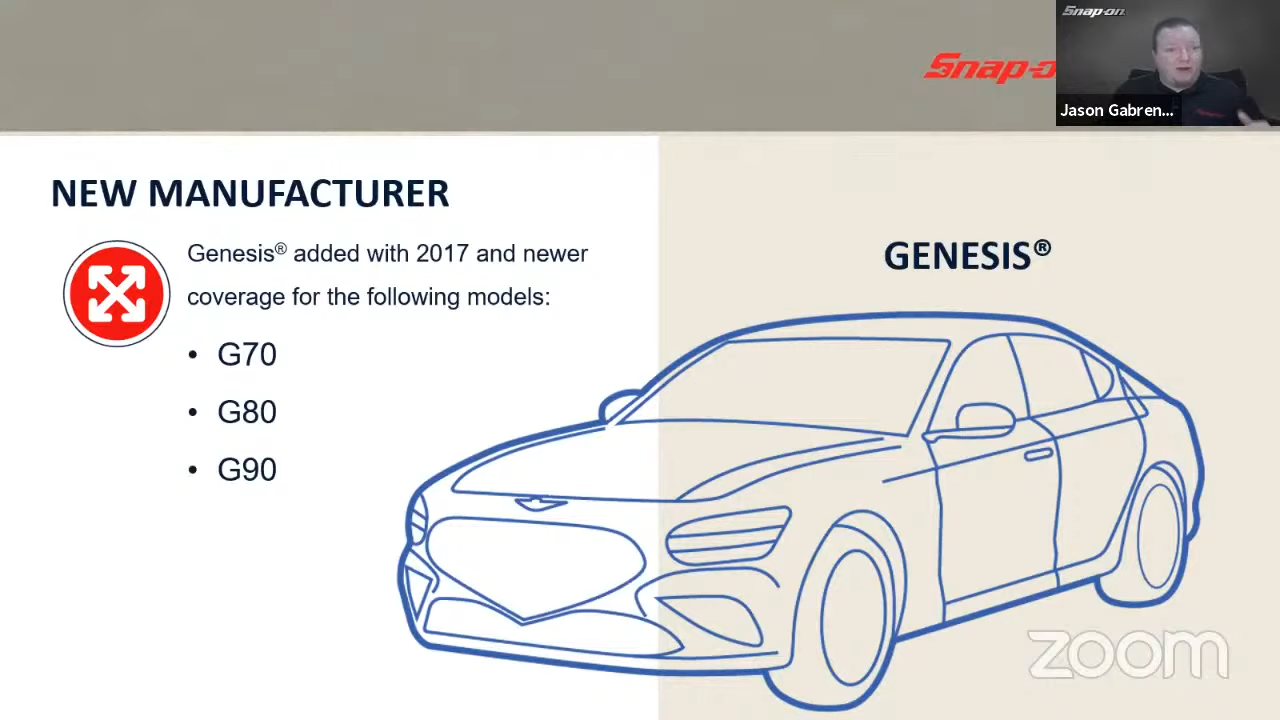 Snap-on
Snap-o
Jason Gabren...
NEW MANUFACTURER
Genesis® added with 2017 and newer
coverage for the following models:
• G70
• G80
• G90
GENESIS®
zoom